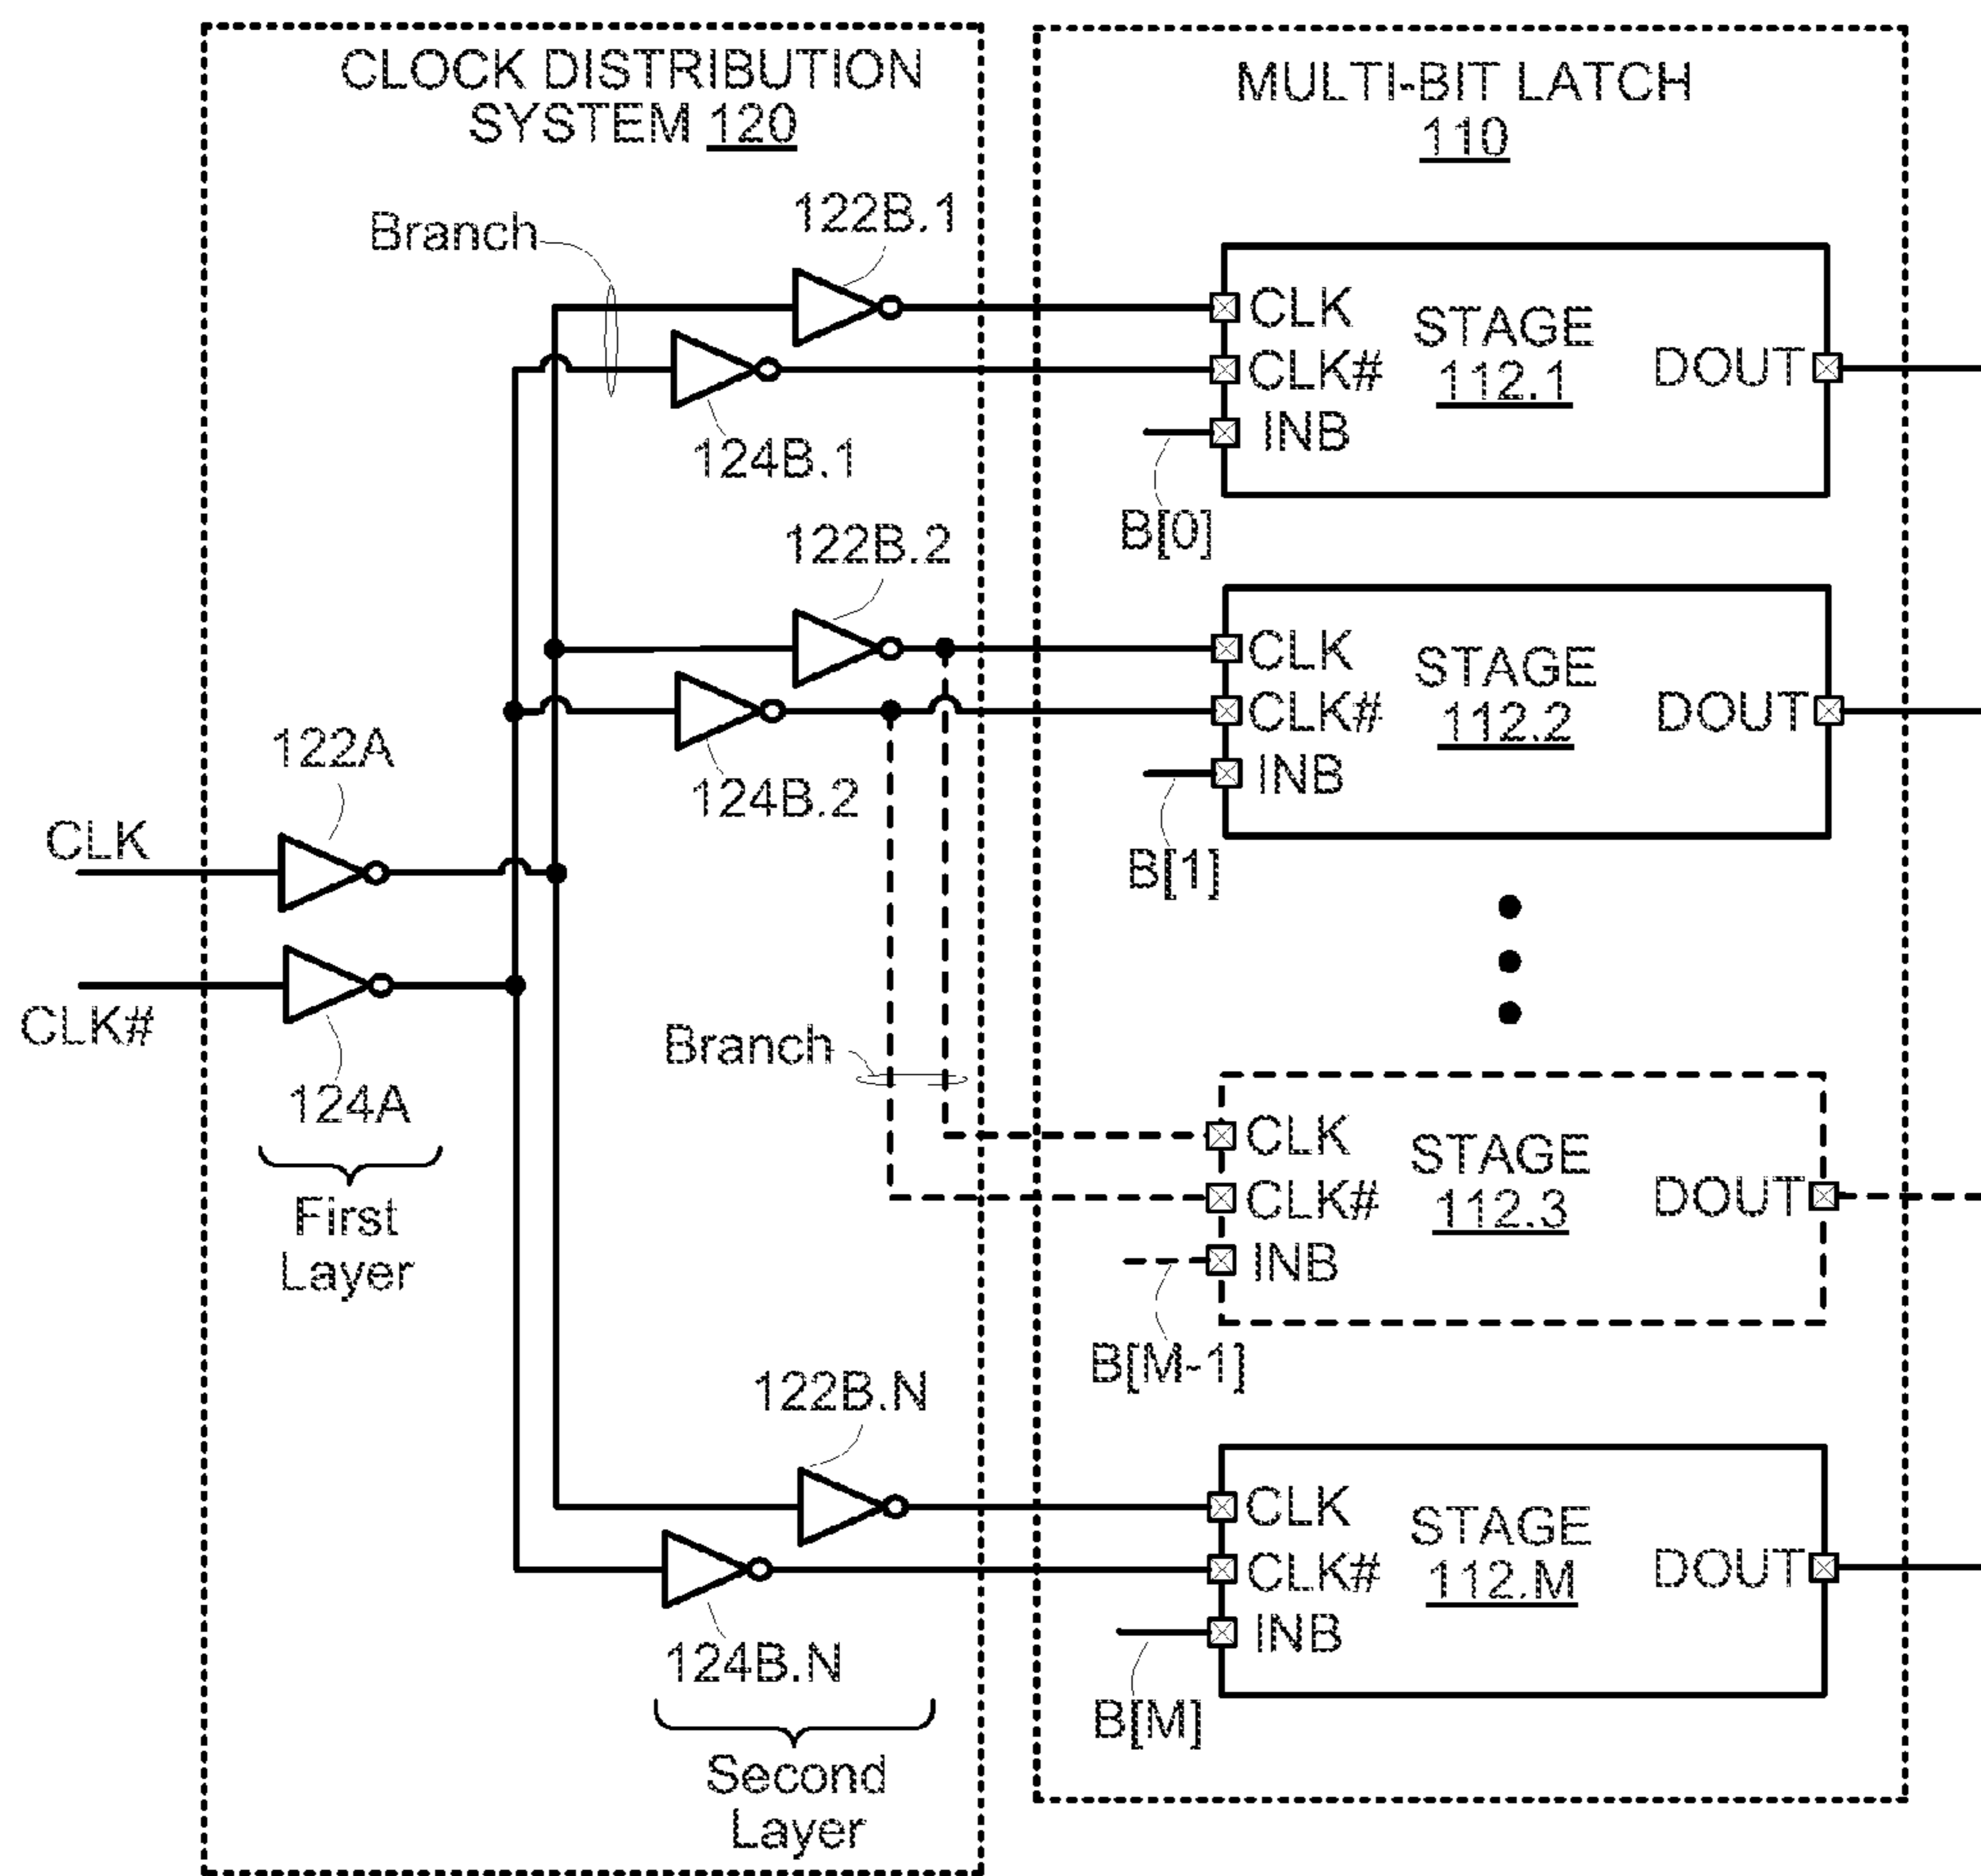 CLOCK DISTRIBUTION
SYSTEM 120
MULTI-BIT LATCH
110
Branch
122B.1
124B.1
CLK
CLK#
INB
STAGE
112.1
DOUT
B[0]
122B.2
124B.2
CLK
CLK#
INB
STAGE
112.2
DOUT
B[1]
CLK
122A
CLK#
124A
First
Layer
Branch
CLK
CLK#
INB
STAGE
112.3
DOUT
B[M-1]
122B.N
124B.N
CLK
CLK#
INB
STAGE
112.M
DOUT
B[M]
Second
Layer